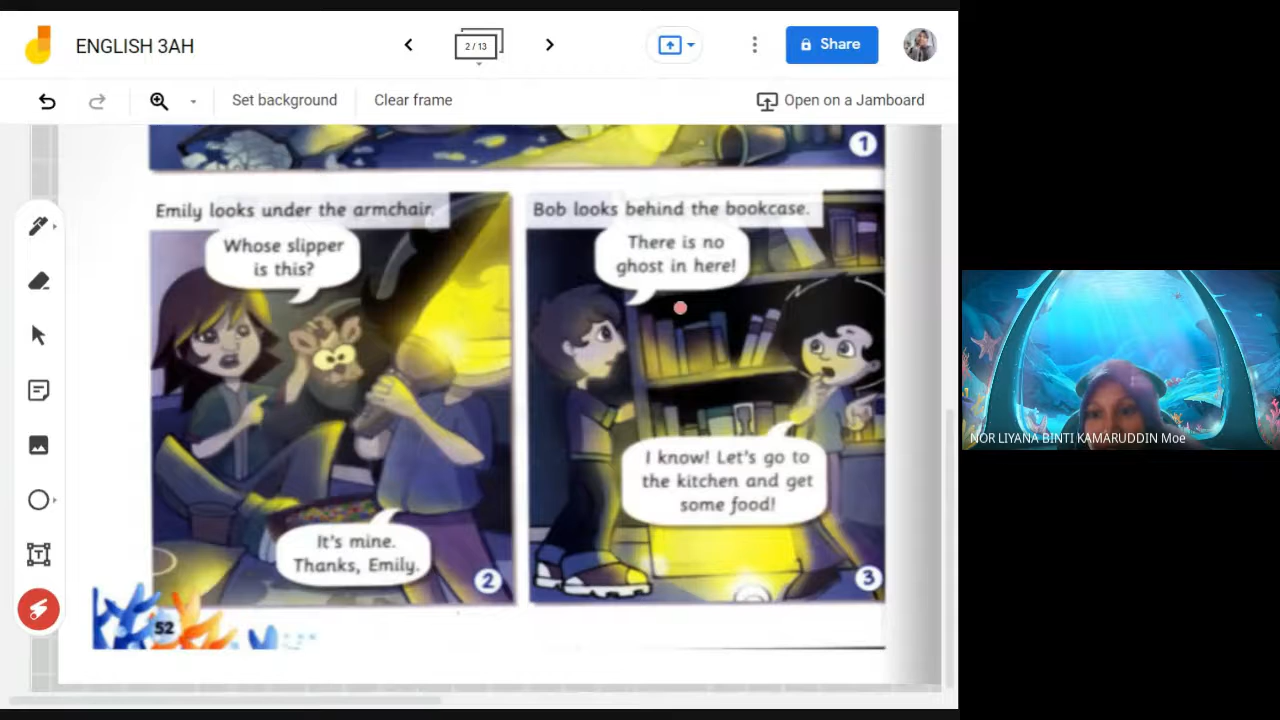 ENGLISH 3AH
2 / 13
Share
Set background
Clear frame
Open on a Jamboard
1
Emily looks under the armchair.
Whose slipper
is this?
It's mine.
Thanks, Emily.
2
Bob looks behind the bookcase.
There is no
ghost in here!
I know! Let's go to
the kitchen and get
some food!
3
52
NOR LIYANA BINTI KAMARUDDIN Moe